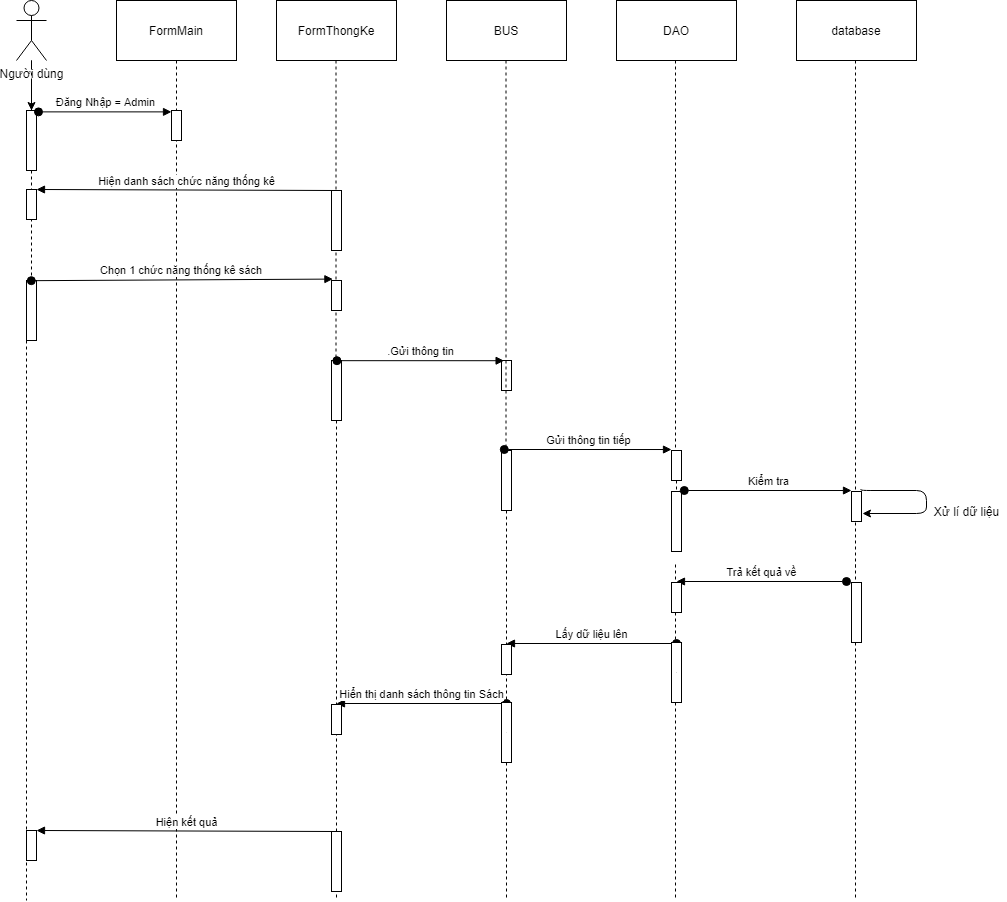 FormMain
FormThongKe
BUS
DAO
database
Người dùng
Đăng Nhập = Admin
Hiện danh sách chức năng thống kê
Chọn 1 chức năng thống kê sách
.Gửi thông tin
Gửi thông tin tiếp
Kiểm tra
Xử lí dữ liệu
Trả kết quả về
Lấy dữ liệu lên
Hiển thị danh sách thông tin Sách
Hiện kết quả